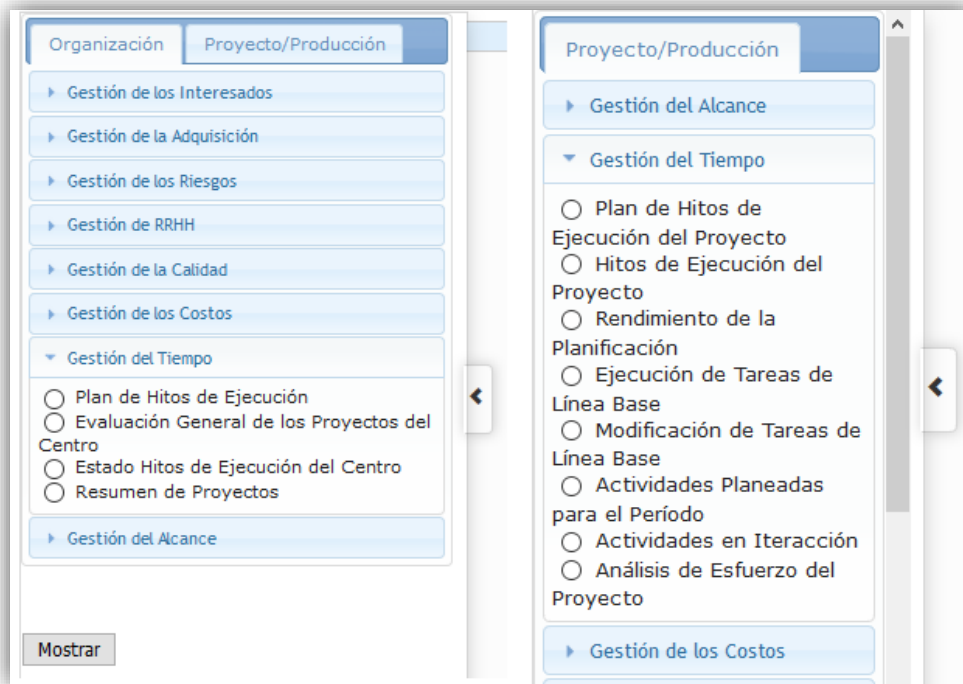 Organización
Proyecto/Producción
Gestión de los Interesados
Gestión de la Adquisición
Gestión de los Riesgos
Gestión de RRHH
Gestión de la Calidad
Gestión de los Costos
Gestión del Tiempo
Plan de Hitos de Ejecución
Evaluación General de los Proyectos del
Centro
Estado Hitos de Ejecución del Centro
Resumen de Proyectos
Gestión del Alcance
Mostrar
Proyecto/Producción
Gestión del Alcance
Gestión del Tiempo
Plan de Hitos de
Ejecución del Proyecto
Hitos de Ejecución del
Proyecto
Rendimiento de la
Planificación
Ejecución de Tareas de
Línea Base
Modificación de Tareas de
Línea Base
Actividades Planeadas
para el Período
Actividades en Iteracción
Análisis de Esfuerzo del
Proyecto
Gestión de los Costos